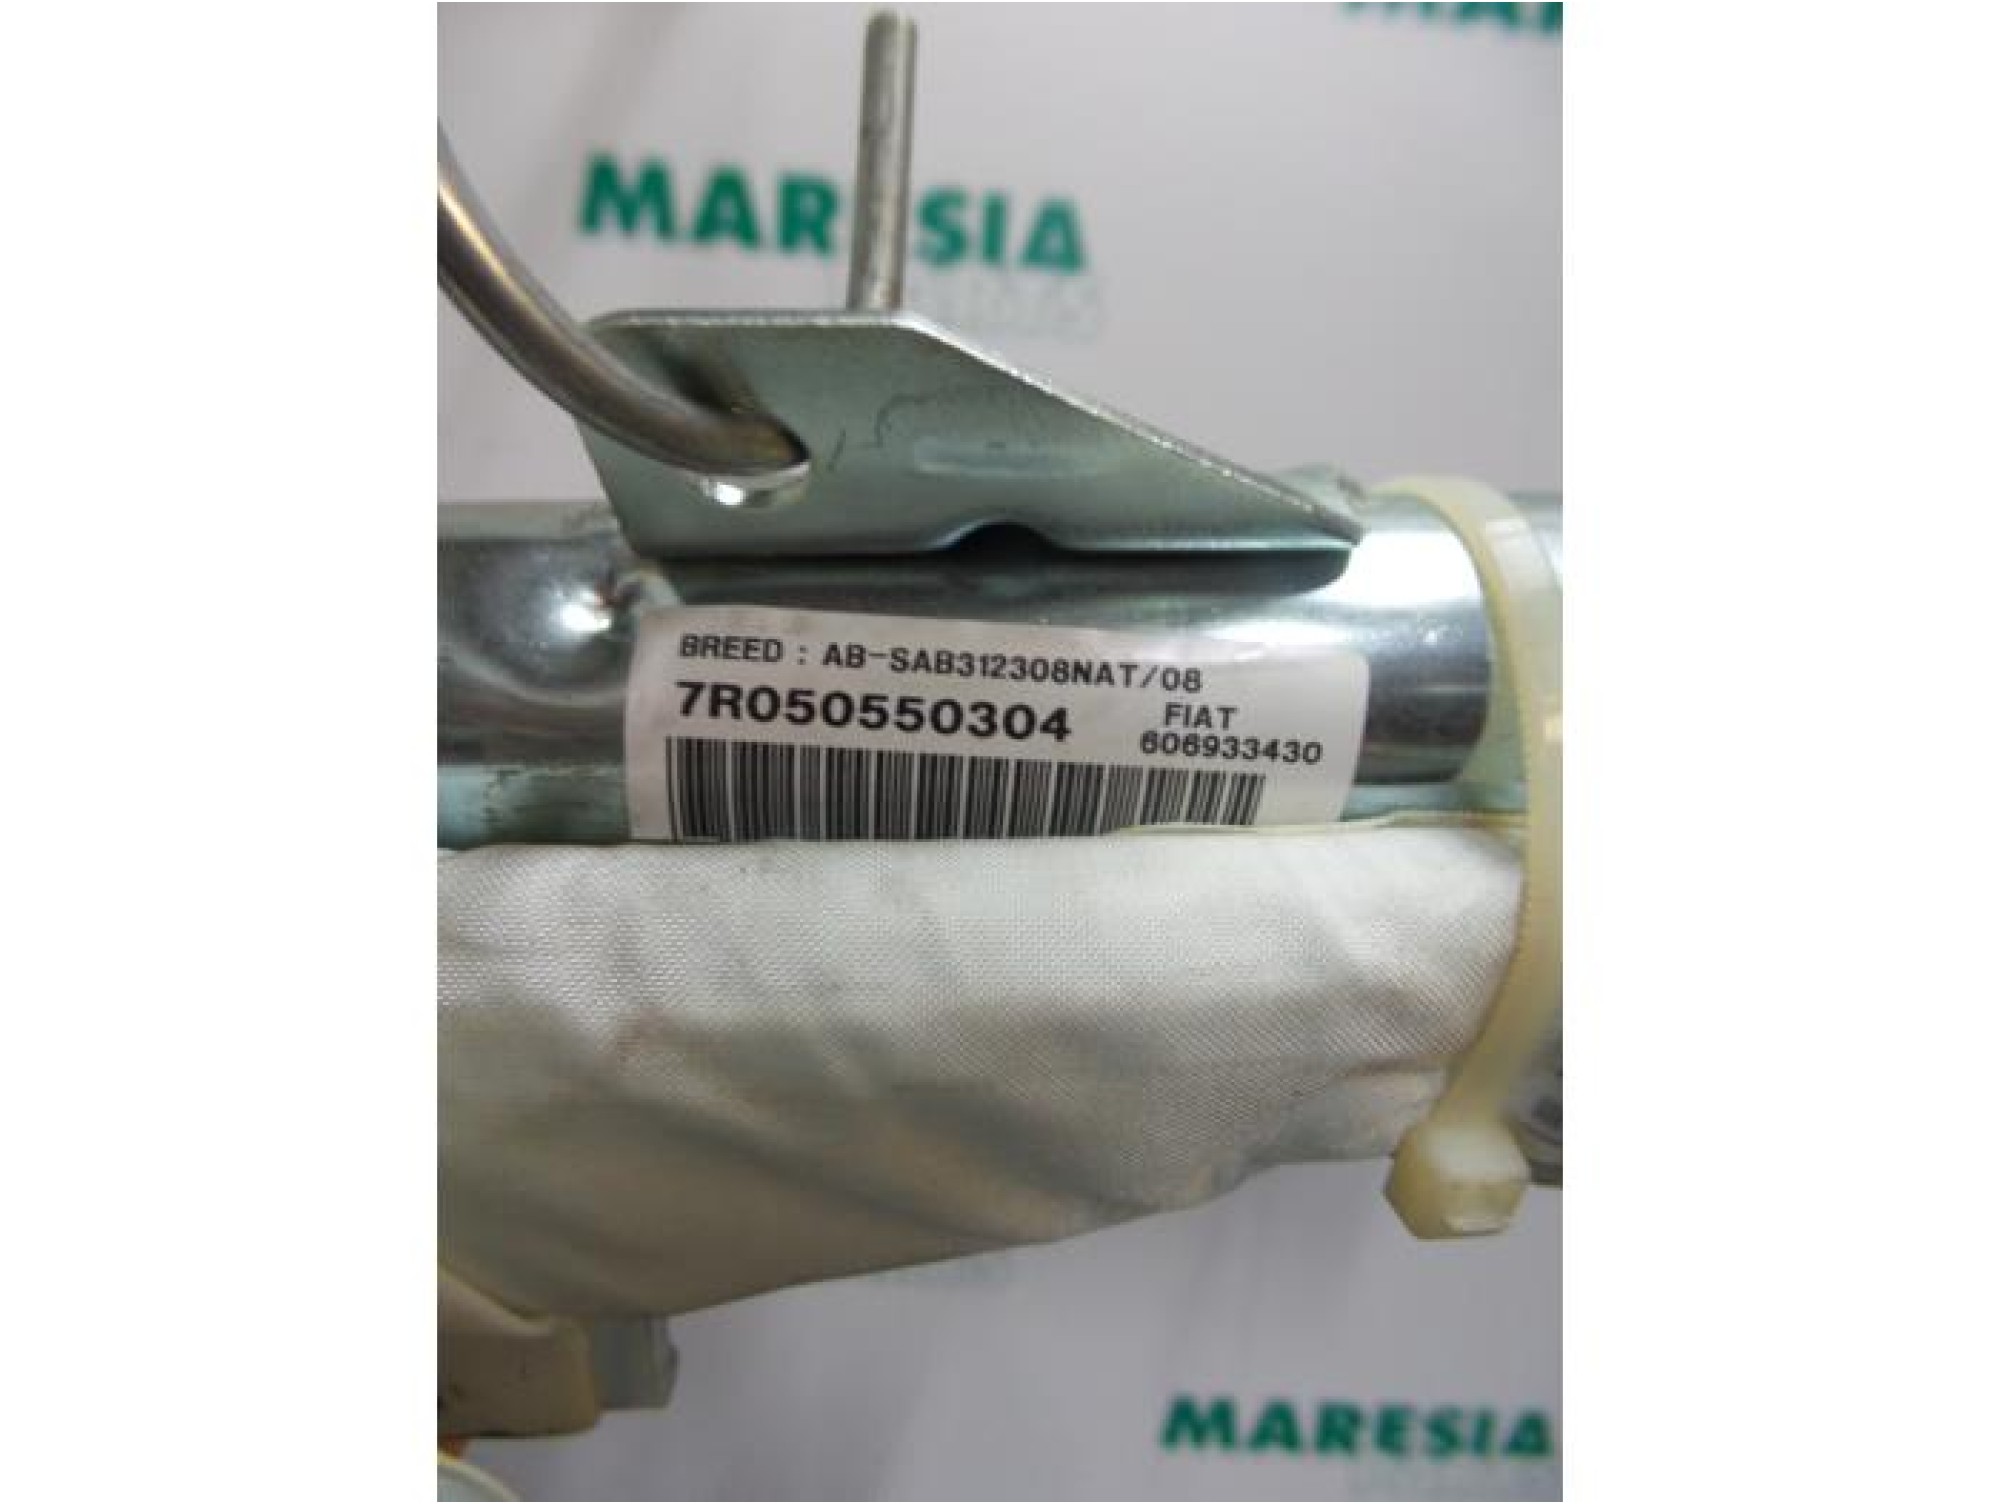 MARESIA
BREED : AB-SAB312308NAT/08
7R050550304
FIAT
606933430
MARESIA